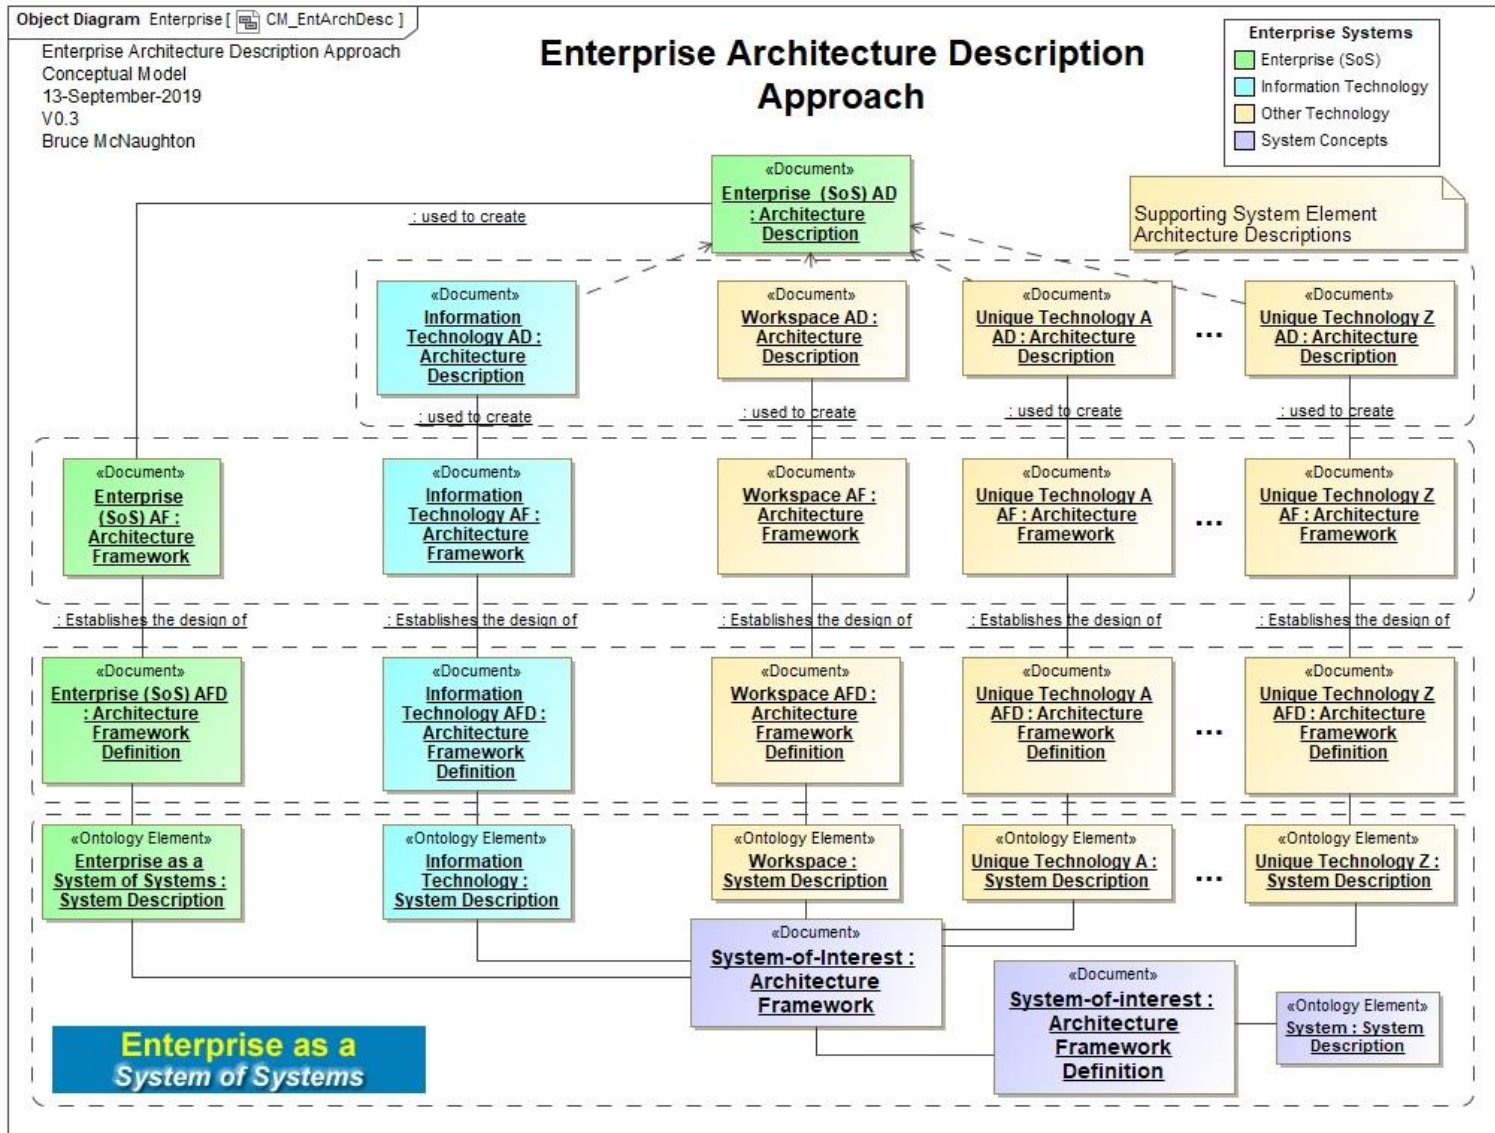 Object Diagram Enterprise [ CM_EntArchDesc ]
Enterprise Architecture Description Approach
Conceptual Model
13-September-2019
V0.3
Bruce McNaughton
Enterprise Architecture Description
Approach
Enterprise Systems
Enterprise (SoS)
Information Technology
Other Technology
System Concepts
«Document»
Enterprise (SoS) AD
: Architecture
Description
Supporting System Element
Architecture Descriptions
: used to create
«Document»
Information
Technology AD :
Architecture
Description
«Document»
Workspace AD :
Architecture
Description
«Document»
Unique Technology A
AD : Architecture
Description
...
«Document»
Unique Technology Z
AD : Architecture
Description
: used to create
: used to create
: used to create
: used to create
«Document»
Enterprise
(SoS) AF :
Architecture
Framework
«Document»
Information
Technology AF :
Architecture
Framework
«Document»
Workspace AF :
Architecture
Framework
«Document»
Unique Technology A
AF : Architecture
Framework
...
«Document»
Unique Technology Z
AF : Architecture
Framework
: Establishes the design of
: Establishes the design of
: Establishes the design of
: Establishes the design of
: Establishes the design of
«Document»
Enterprise (SoS) AFD
: Architecture
Framework
Definition
«Document»
Information
Technology AFD :
Architecture
Framework
Definition
«Document»
Workspace AFD :
Architecture
Framework
Definition
«Document»
Unique Technology A
AFD : Architecture
Framework
Definition
...
«Document»
Unique Technology Z
AFD : Architecture
Framework
Definition
«Ontology Element»
Enterprise as a
System of Systems :
System Description
«Ontology Element»
Information
Technology :
System Description
«Ontology Element»
Workspace :
System Description
«Ontology Element»
Unique Technology A :
System Description
...
«Ontology Element»
Unique Technology Z :
System Description
«Document»
System-of-Interest :
Architecture
Framework
«Document»
System-of-interest :
Architecture
Framework
Definition
«Ontology Element»
System : System
Description
Enterprise as a
System of Systems